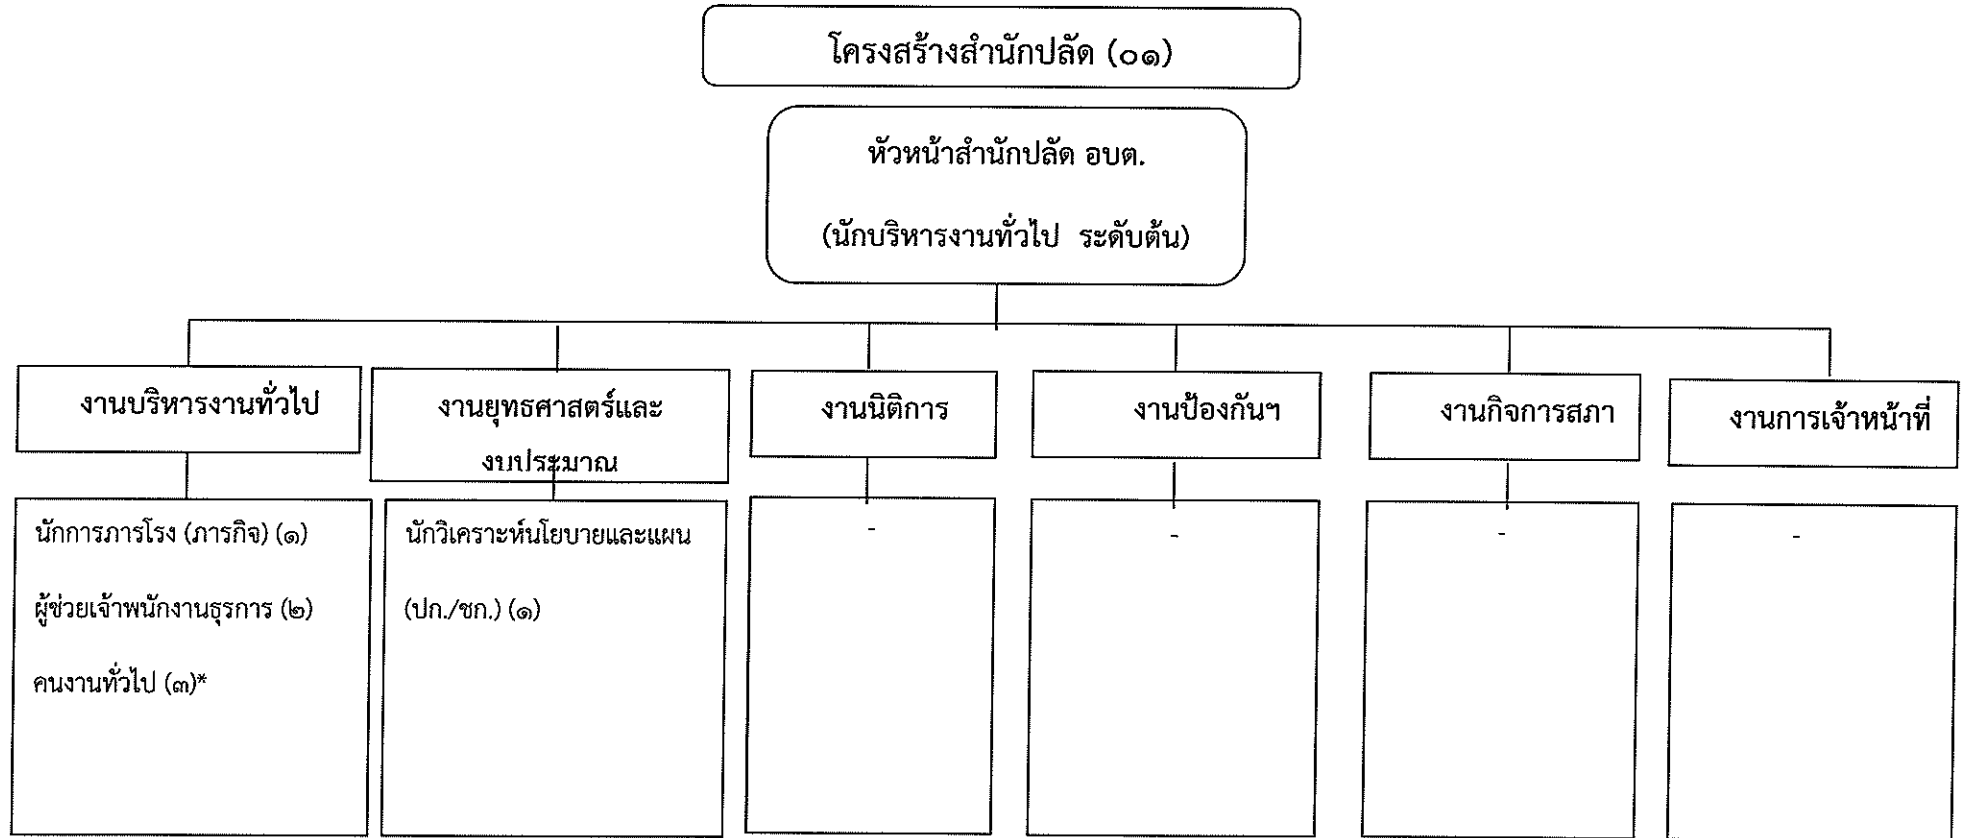 โครงสร้างสำนักปลัด (๐๑)
หัวหน้าสำนักปลัด อบต.
(นักบริหารงานทั่วไป ระดับต้น)
งานบริหารงานทั่วไป
งานยุทธศาสตร์และ
งบประมาณ
งานนิติการ
งานป้องกันฯ
งานกิจการสภา
งานการเจ้าหน้าที่
นักการภารโรง (ภารกิจ) (๑)
ผู้ช่วยเจ้าพนักงานธุรการ (๒)
คนงานทั่วไป (๓)*
นักวิเคราะห์นโยบายและแผน
(ปก./ชก.) (๑)
-
-
-
-